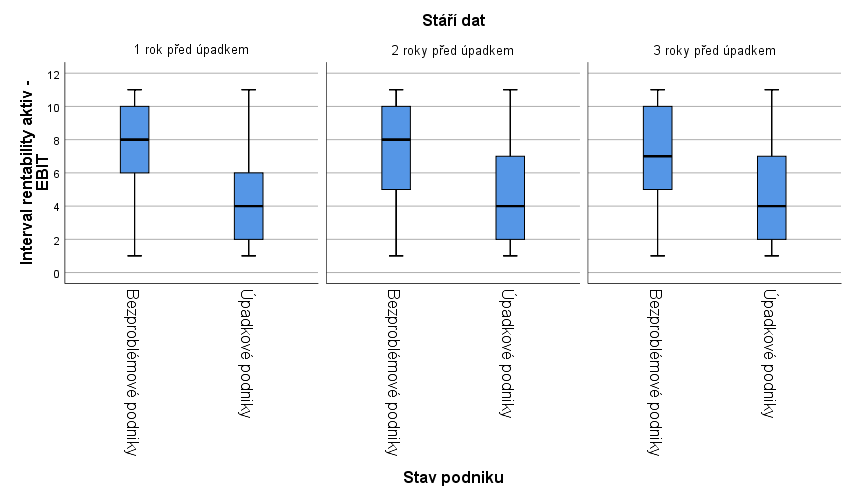 Stáří dat
1 rok před úpadkem
2 roky před úpadkem
3 roky před úpadkem
Interval rentability aktiv -
EBIT
12
10
8
6
4
2
0
Bezproblémové podniky
Úpadkové podniky
Bezproblémové podniky
Úpadkové podniky
Bezproblémové podniky
Úpadkové podniky
Stav podniku